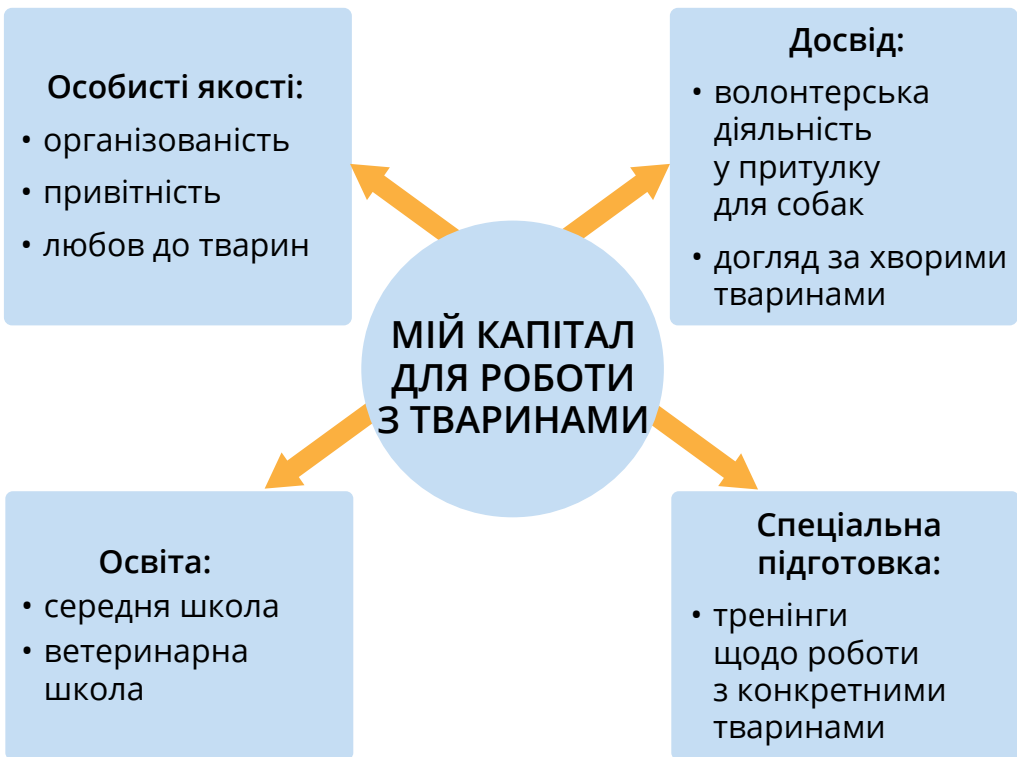 Особисті якості:
• організованість
• привітність
• любов до тварин
Досвід:
• волонтерська
діяльність
у притулку
для собак
• догляд за хворими
тваринами
МІЙ КАПІТАЛ
ДЛЯ РОБОТИ
З ТВАРИНАМИ
Освіта:
• середня школа
• ветеринарна
школа
Спеціальна
підготовка:
• тренінги
щодо роботи
з конкретними
тваринами